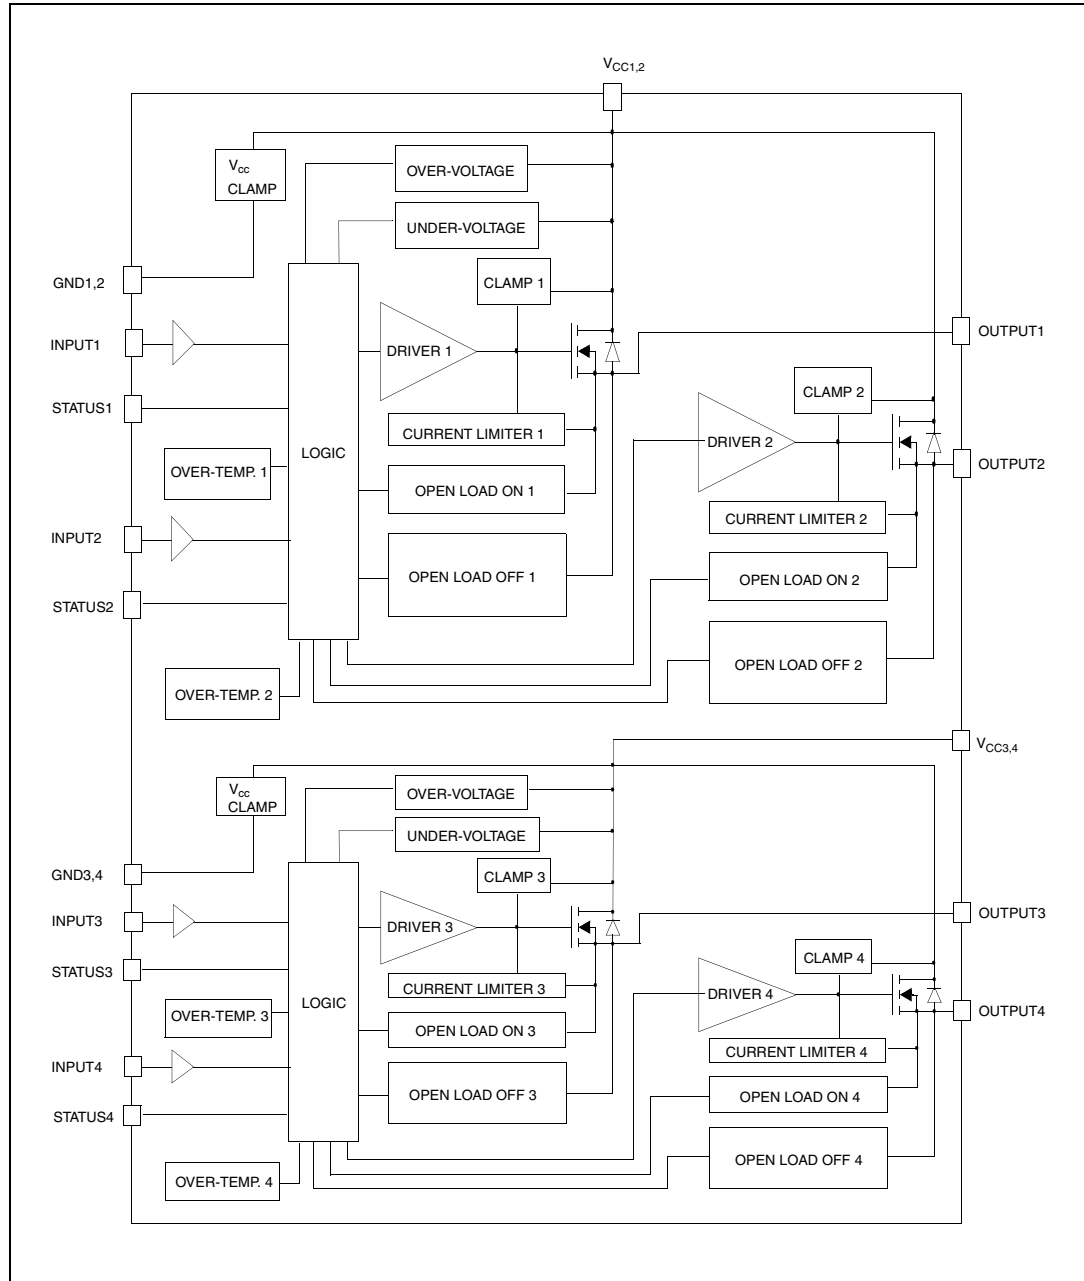 VCC1,2
Vcc
CLAMP
OVER-VOLTAGE
UNDER-VOLTAGE
GND1,2
CLAMP 1
INPUT1
DRIVER 1
OUTPUT1
STATUS1
CLAMP 2
CURRENT LIMITER 1
DRIVER 2
LOGIC
OVER-TEMP. 1
OUTPUT2
OPEN LOAD ON 1
CURRENT LIMITER 2
INPUT2
OPEN LOAD OFF 1
OPEN LOAD ON 2
STATUS2
OPEN LOAD OFF 2
OVER-TEMP. 2
VCC3,4
Vcc
CLAMP
OVER-VOLTAGE
UNDER-VOLTAGE
GND3,4
CLAMP 3
INPUT3
DRIVER 3
OUTPUT3
STATUS3
CLAMP 4
CURRENT LIMITER 3
DRIVER 4
LOGIC
OVER-TEMP. 3
OUTPUT4
OPEN LOAD ON 3
CURRENT LIMITER 4
INPUT4
OPEN LOAD OFF 3
OPEN LOAD ON 4
STATUS4
OPEN LOAD OFF 4
OVER-TEMP. 4